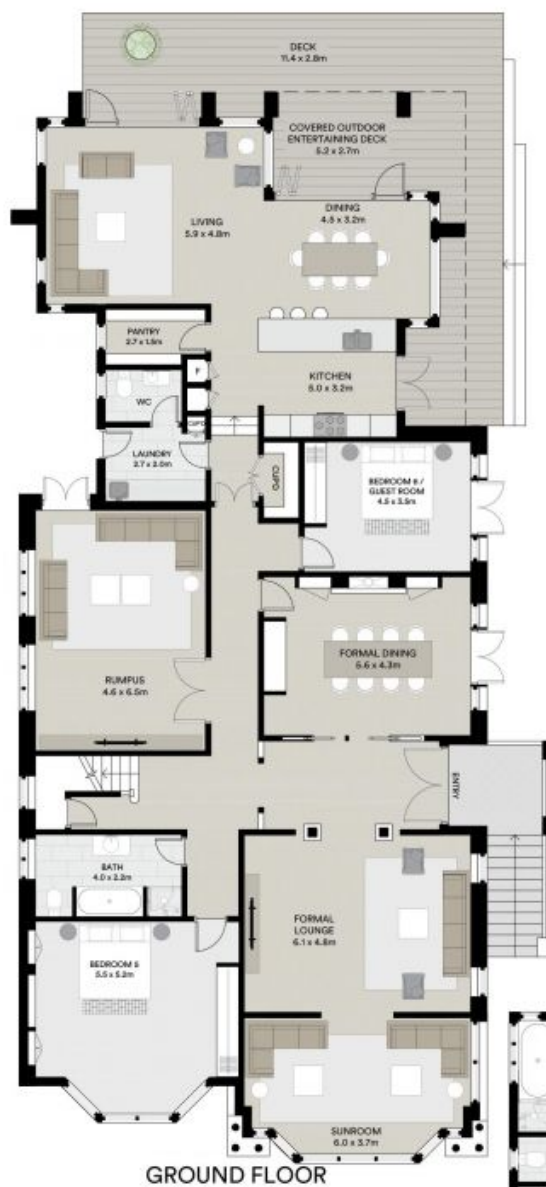 DECK
11.4 x 2.8m
COVERED OUTDOOR
ENTERTAINING DECK
5.2 x 2.7m
DINING
4.5 x 3.2m
LIVING
5.9 x 4.8m
PANTRY
2.7 x 1.5m
F
KITCHEN
5.0 x 3.2m
WC
CUPD
LAUNDRY
2.7 x 2.0m
CUPD
BEDROOM 6 /
GUEST ROOM
4.5 x 3.5m
FORMAL DINING
5.6 x 4.3m
RUMPUS
4.6 x 6.5m
ENTRY
BATH
4.0 x 2.2m
FORMAL
LOUNGE
6.1 x 4.8m
BEDROOM 5
5.5 x 5.2m
SUNROOM
6.0 x 3.7m
GROUND FLOOR